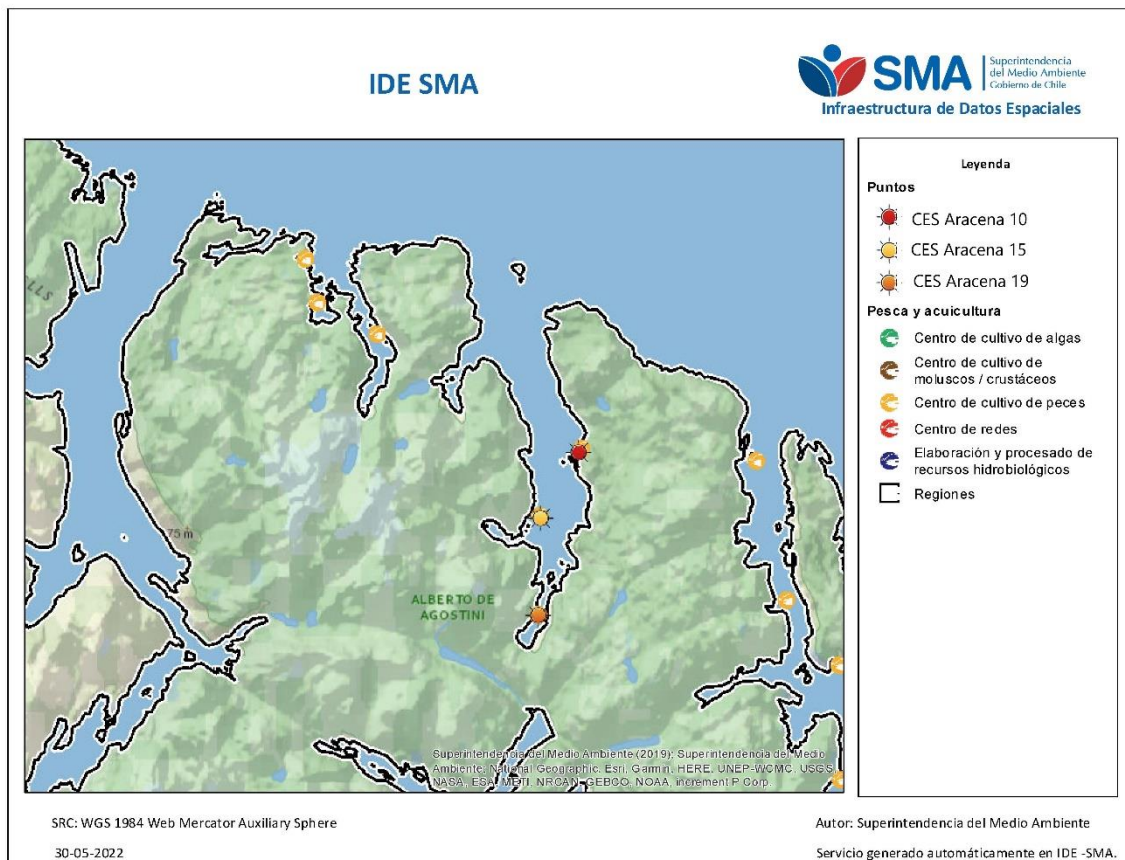 IDE SMA
SMA
Superintendencia
del Medio Ambiente
Gobierno de Chile
Infraestructura de Datos Espaciales
LLS
75 m
ALBERTO DE
AGOSTINI
Superintendencia del Medio Ambiente (2019); Superintendencia del Medio
Ambiente, National Geographic, Esri, Garmin, HERE, UNEP-WCMC, USGS,
NASA, ESA, METI, NRCAN, GEBCO, NOAA, increment P Corp.
Leyenda
Puntos
CES Aracena 10
CES Aracena 15
CES Aracena 19
Pesca y acuicultura
Centro de cultivo de algas
Centro de cultivo de
moluscos / crustáceos
Centro de cultivo de peces
Centro de redes
Elaboración y procesado de
recursos hidrobiológicos
Regiones
SRC: WGS 1984 Web Mercator Auxiliary Sphere
30-05-2022
Autor: Superintendencia del Medio Ambiente
Servicio generado automáticamente en IDE -SMA.